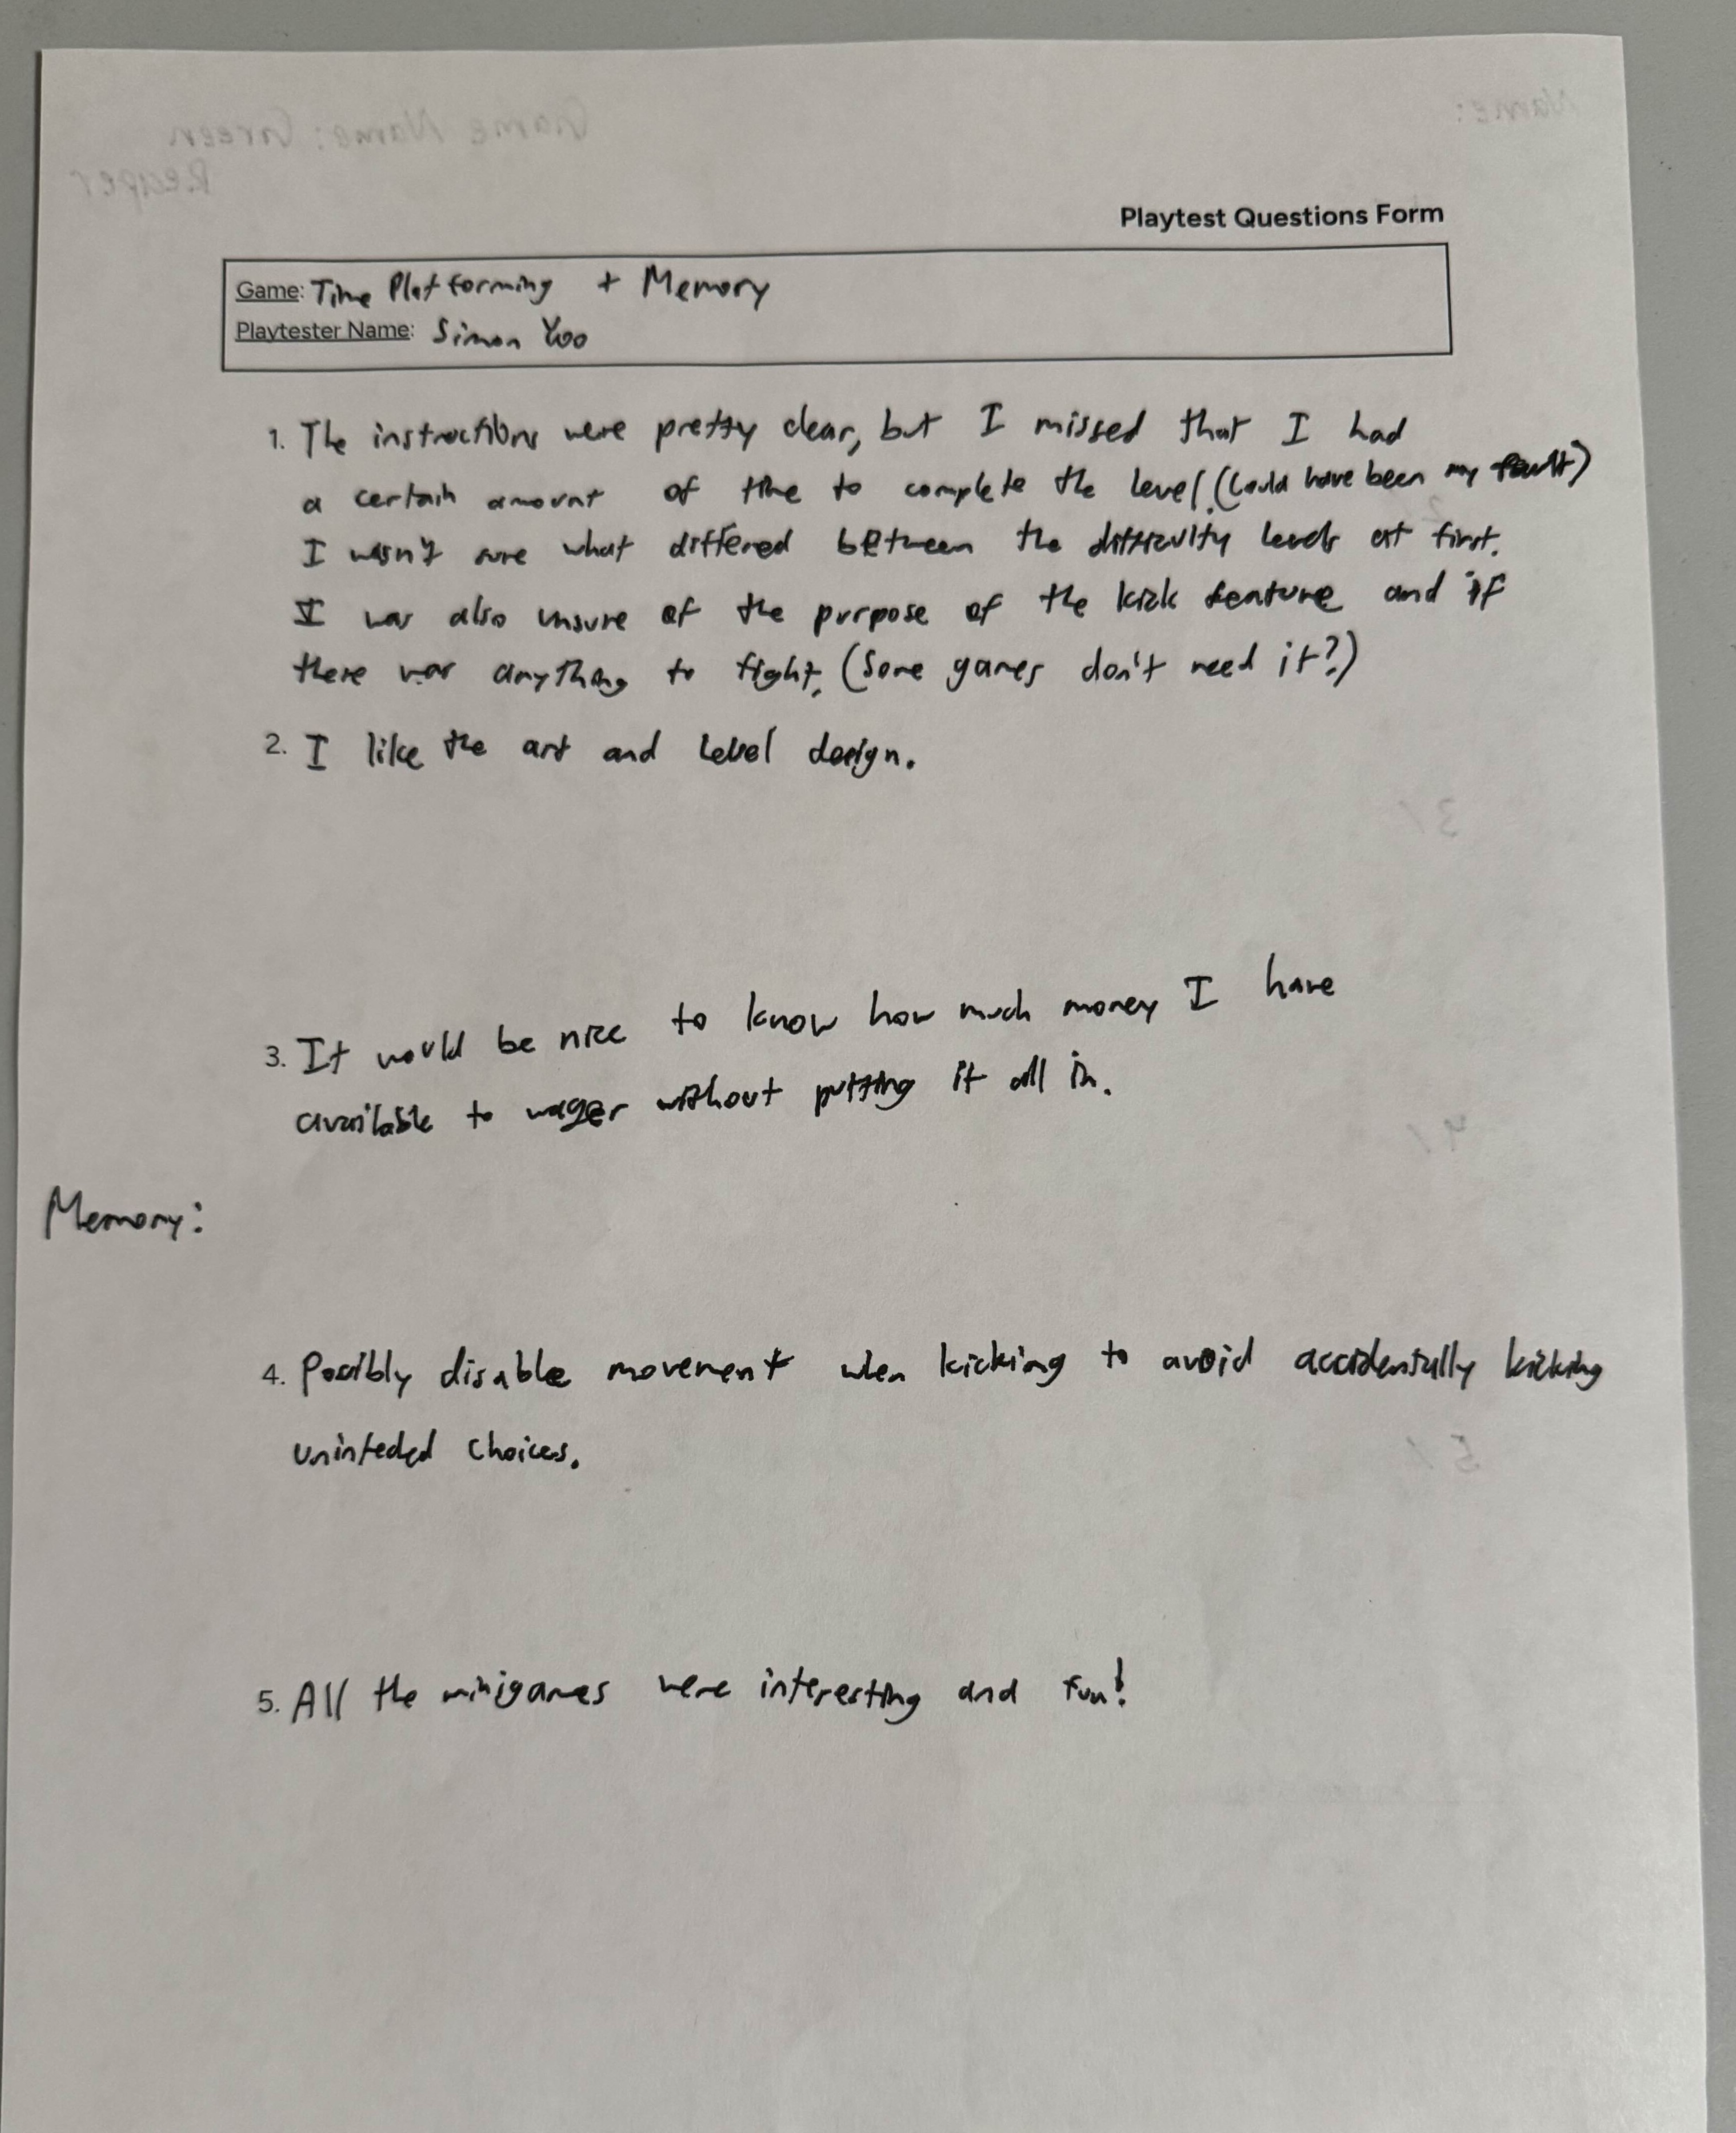 Name:
Game Name: Green
Reaper
Playtest Questions Form
Game: Time Platforming + Memory
Playtester Name: Simon Yoo
1. The instructions were pretty clear, but I missed that I had
a certain amount of time to complete the level. (Could have been my fault)
I wasn't sure what differed between the difficulty levels at first.
I was also unsure of the purpose of the kick feature and if
there was anything to fight. (Some games don't need it?)
2. I like the art and level design.
3. It would be nice to know how much money I have
available to wager without putting it all in.
Memory:
4. Possibly disable movement when kicking to avoid accidentally kicking
uninteded choices.
5. All the minigames were interesting and fun!